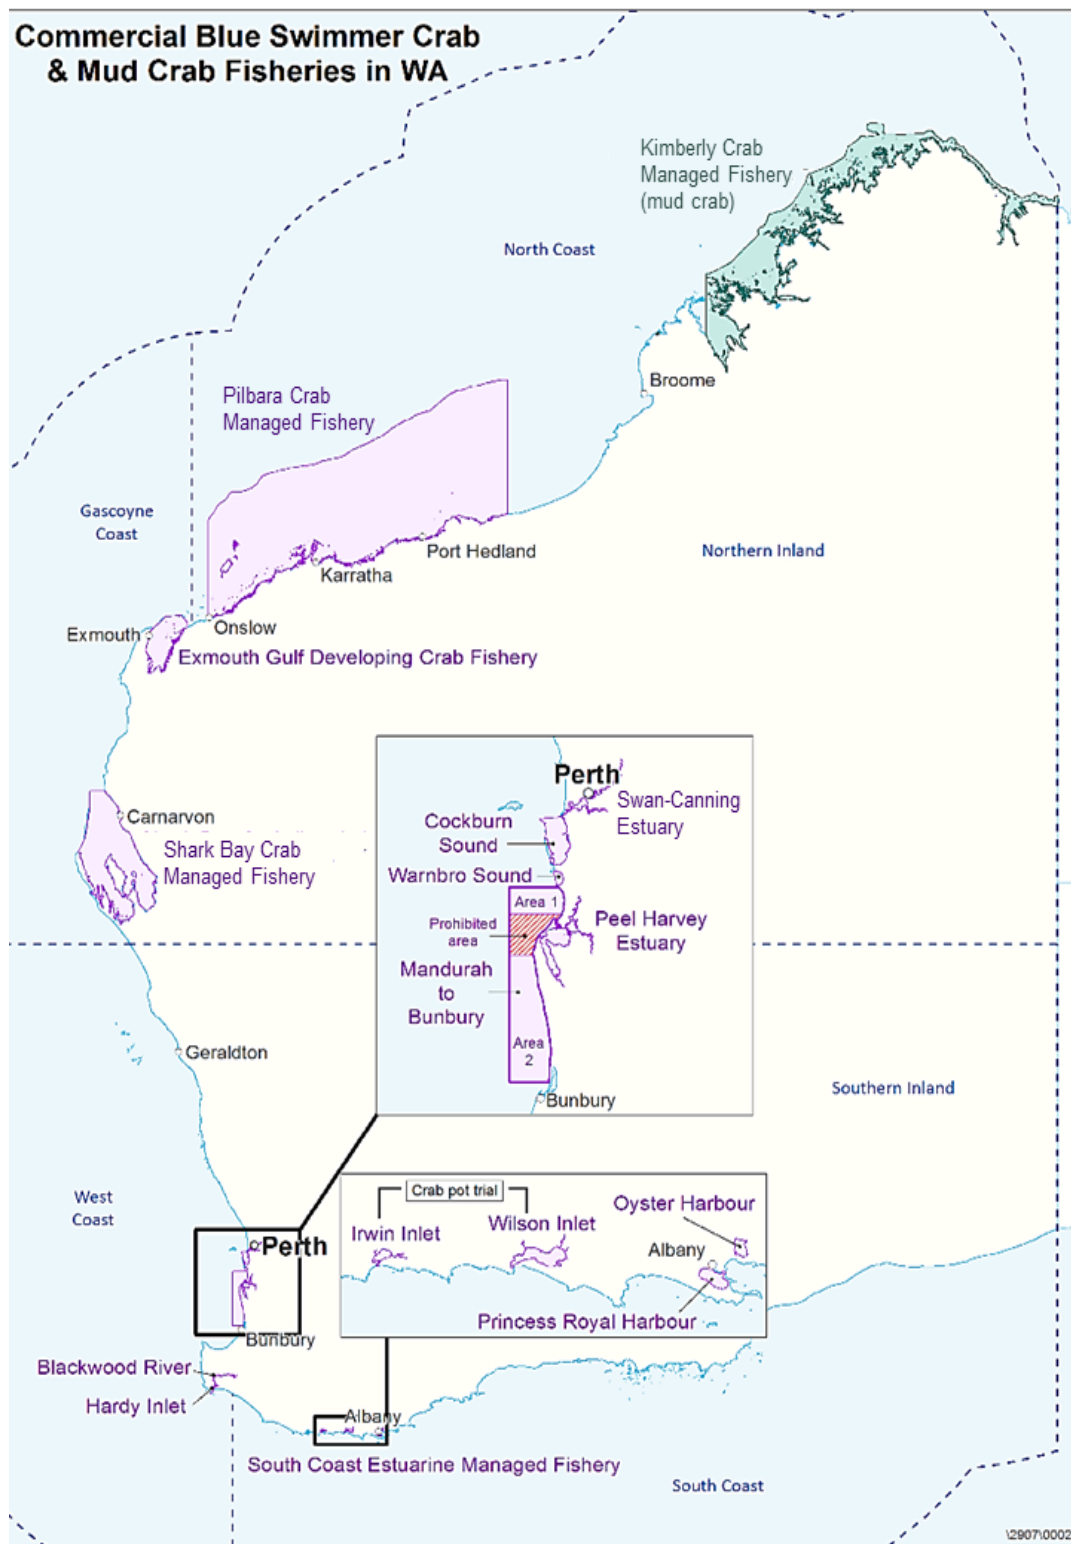 Commercial Blue Swimmer Crab
& Mud Crab Fisheries in WA
Kimberly Crab
Managed Fishery
(mud crab)
North Coast
Broome
Pilbara Crab
Managed Fishery
Gascoyne
Coast
Port Hedland
Northern Inland
Karratha
Onslow
Exmouth
Exmouth Gulf Developing Crab Fishery
Perth
Swan-Canning
Estuary
Cockburn
Sound
Warnbro Sound
Area 1
Prohibited
area
Peel Harvey
Estuary
Mandurah
to
Bunbury
Area
2
Bunbury
Carnarvon
Shark Bay Crab
Managed Fishery
Geraldton
Southern Inland
West
Coast
Crab pot trial
Irwin Inlet
Wilson Inlet
Oyster Harbour
Albany
Princess Royal Harbour
Perth
Bunbury
Blackwood River
Hardy Inlet
Albany
South Coast Estuarine Managed Fishery
South Coast
\2907\0002